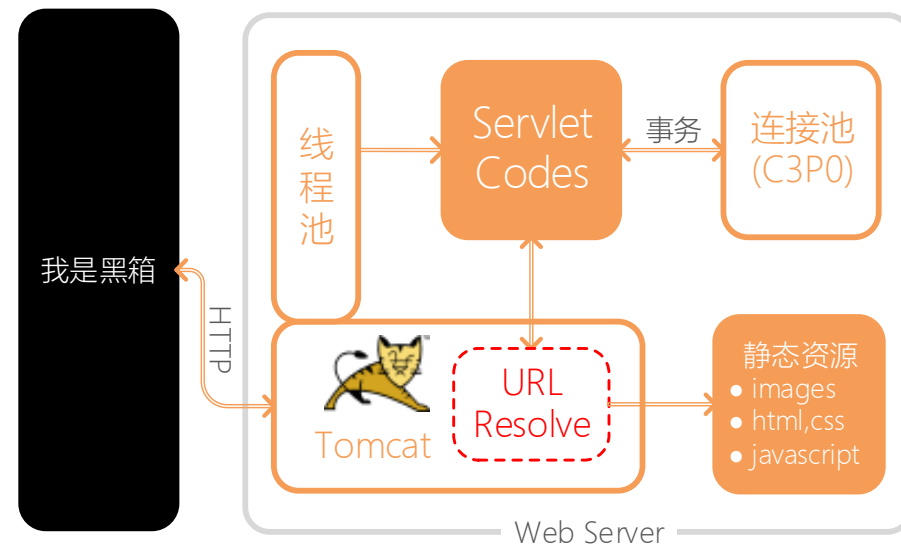 我是黑箱
HTTP
线
程
池
Servlet
Codes
事务
连接池
(C3P0)
Tomcat
URL
Resolve
静态资源
● images
● html,css
● javascript
Web Server